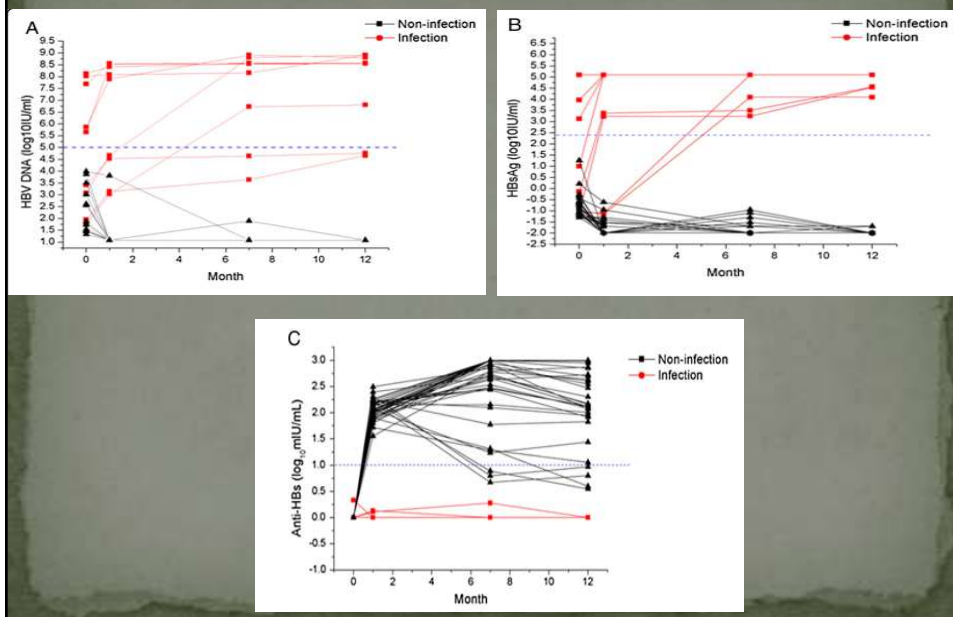 A
Non-infection
Infection
HBV DNA (log10IU/ml)
9.5
9.0
8.5
8.0
7.5
7.0
6.5
6.0
5.5
5.0
4.5
4.0
3.5
3.0
2.5
2.0
1.5
1.0
0 2 4 6 8 10 12
Month
B
Non-infection
Infection
HBsAg (log10IU/ml)
6.5
6.0
5.5
5.0
4.5
4.0
3.5
3.0
2.5
2.0
1.5
1.0
0.5
-0.0
-0.5
-1.0
-1.5
-2.0
-2.5
0 2 4 6 8 10 12
Month
C
Non-infection
Infection
Anti-HBs (log₁₀mIU/mL)
3.0
2.5
2.0
1.5
1.0
0.5
0.0
-0.5
-1.0
0 2 4 6 8 10 12
Month